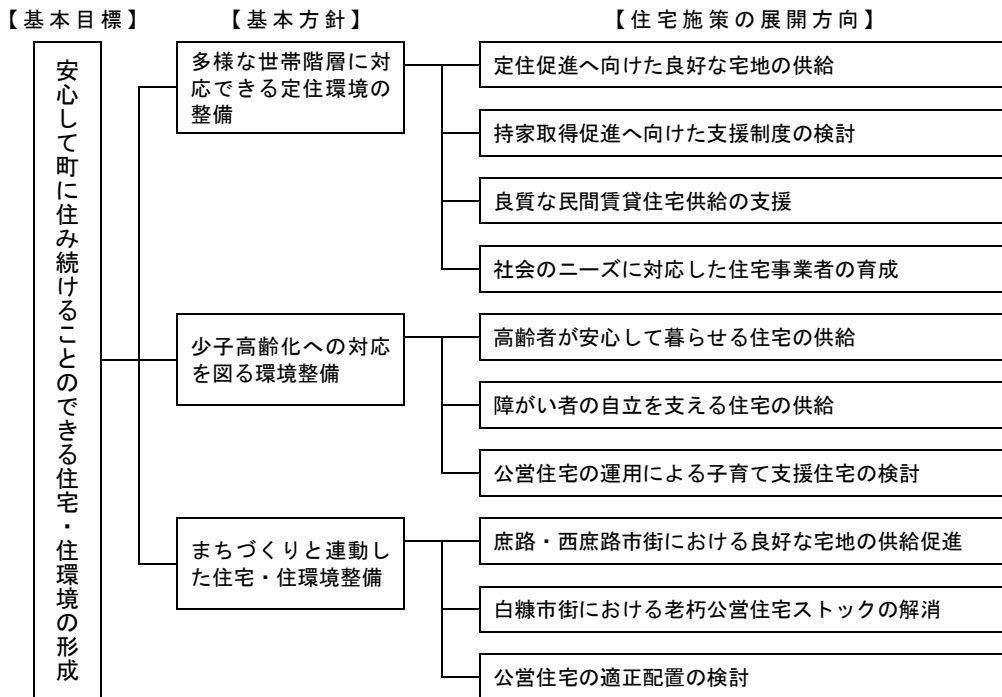 【基本目標】
【基本方針】
【住宅施策の展開方向】
安心して町に住み続けることのできる住宅・住環境の形成
多様な世帯階層に対
応できる定住環境の
整備
定住促進へ向けた良好な宅地の供給
持家取得促進へ向けた支援制度の検討
良質な民間賃貸住宅供給の支援
社会のニーズに対応した住宅事業者の育成
少子高齢化への対応
を図る環境整備
高齢者が安心して暮らせる住宅の供給
障がい者の自立を支える住宅の供給
公営住宅の運用による子育て支援住宅の検討
まちづくりと連動し
た住宅・住環境整備
庶路・西庶路市街における良好な宅地の供給促進
白糠市街における老朽公営住宅ストックの解消
公営住宅の適正配置の検討